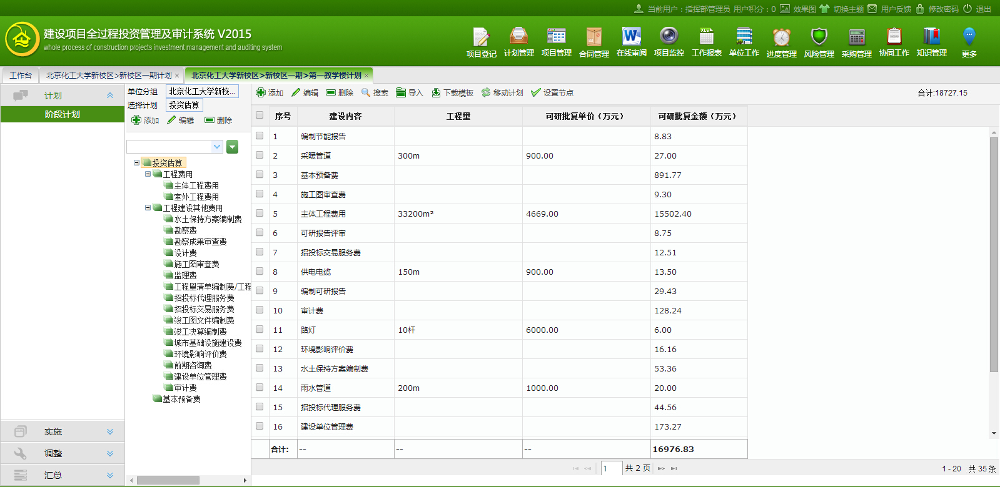 当前用户：指挥部管理员 用户积分：0 效果图 切换主题 用户反馈 修改密码 退出
建设项目全过程投资管理及审计系统 V2015
whole process of construction projects investment management and auditing system
项目登记 计划管理 项目管理 合同管理 在线审阅 项目监控 工作报表 单位工作 进度管理 风险管理 采购管理 协同工作 知识管理 更多
工作台 北京化工大学新校区>新校区一期计划 × 北京化工大学新校区>新校区一期>第一教学楼计划 ×
计划
阶段计划
实施
调整
汇总
单位分组 北京化工大学新校...
选择计划 投资估算
添加 编辑 删除
投资估算
工程费用
主体工程费用
室外工程费用
工程建设其他费用
水土保持方案编制费
勘察费
勘察成果审查费
设计费
施工图审查费
监理费
工程量清单编制费/工程
招投标代理服务费
招投标交易服务费
竣工图文件编制费
竣工决算编制费
城市基础设施建设费
环境影响评价费
前期咨询费
建设单位管理费
审计费
基本预备费
添加 编辑 删除 搜索 导入 下载模板 移动计划 设置节点 合计:18727.15
序号 建设内容 工程量 可研批复单价（万元） 可研批复金额（万元）
1 编制节能报告 8.83
2 采暖管道 300m 900.00 27.00
3 基本预备费 891.77
4 施工图审查费 9.30
5 主体工程费用 33200m² 4669.00 15502.40
6 可研报告评审 8.75
7 招投标交易服务费 12.51
8 供电电缆 150m 900.00 13.50
9 编制可研报告 29.43
10 审计费 128.24
11 路灯 10杆 6000.00 6.00
12 环境影响评价费 16.16
13 水土保持方案编制费 53.36
14 雨水管道 200m 1000.00 20.00
15 招投标代理服务费 44.56
16 建设单位管理费 173.27
合计: -- -- -- 16976.83
1 共 2 页 1 - 20 共 35 条